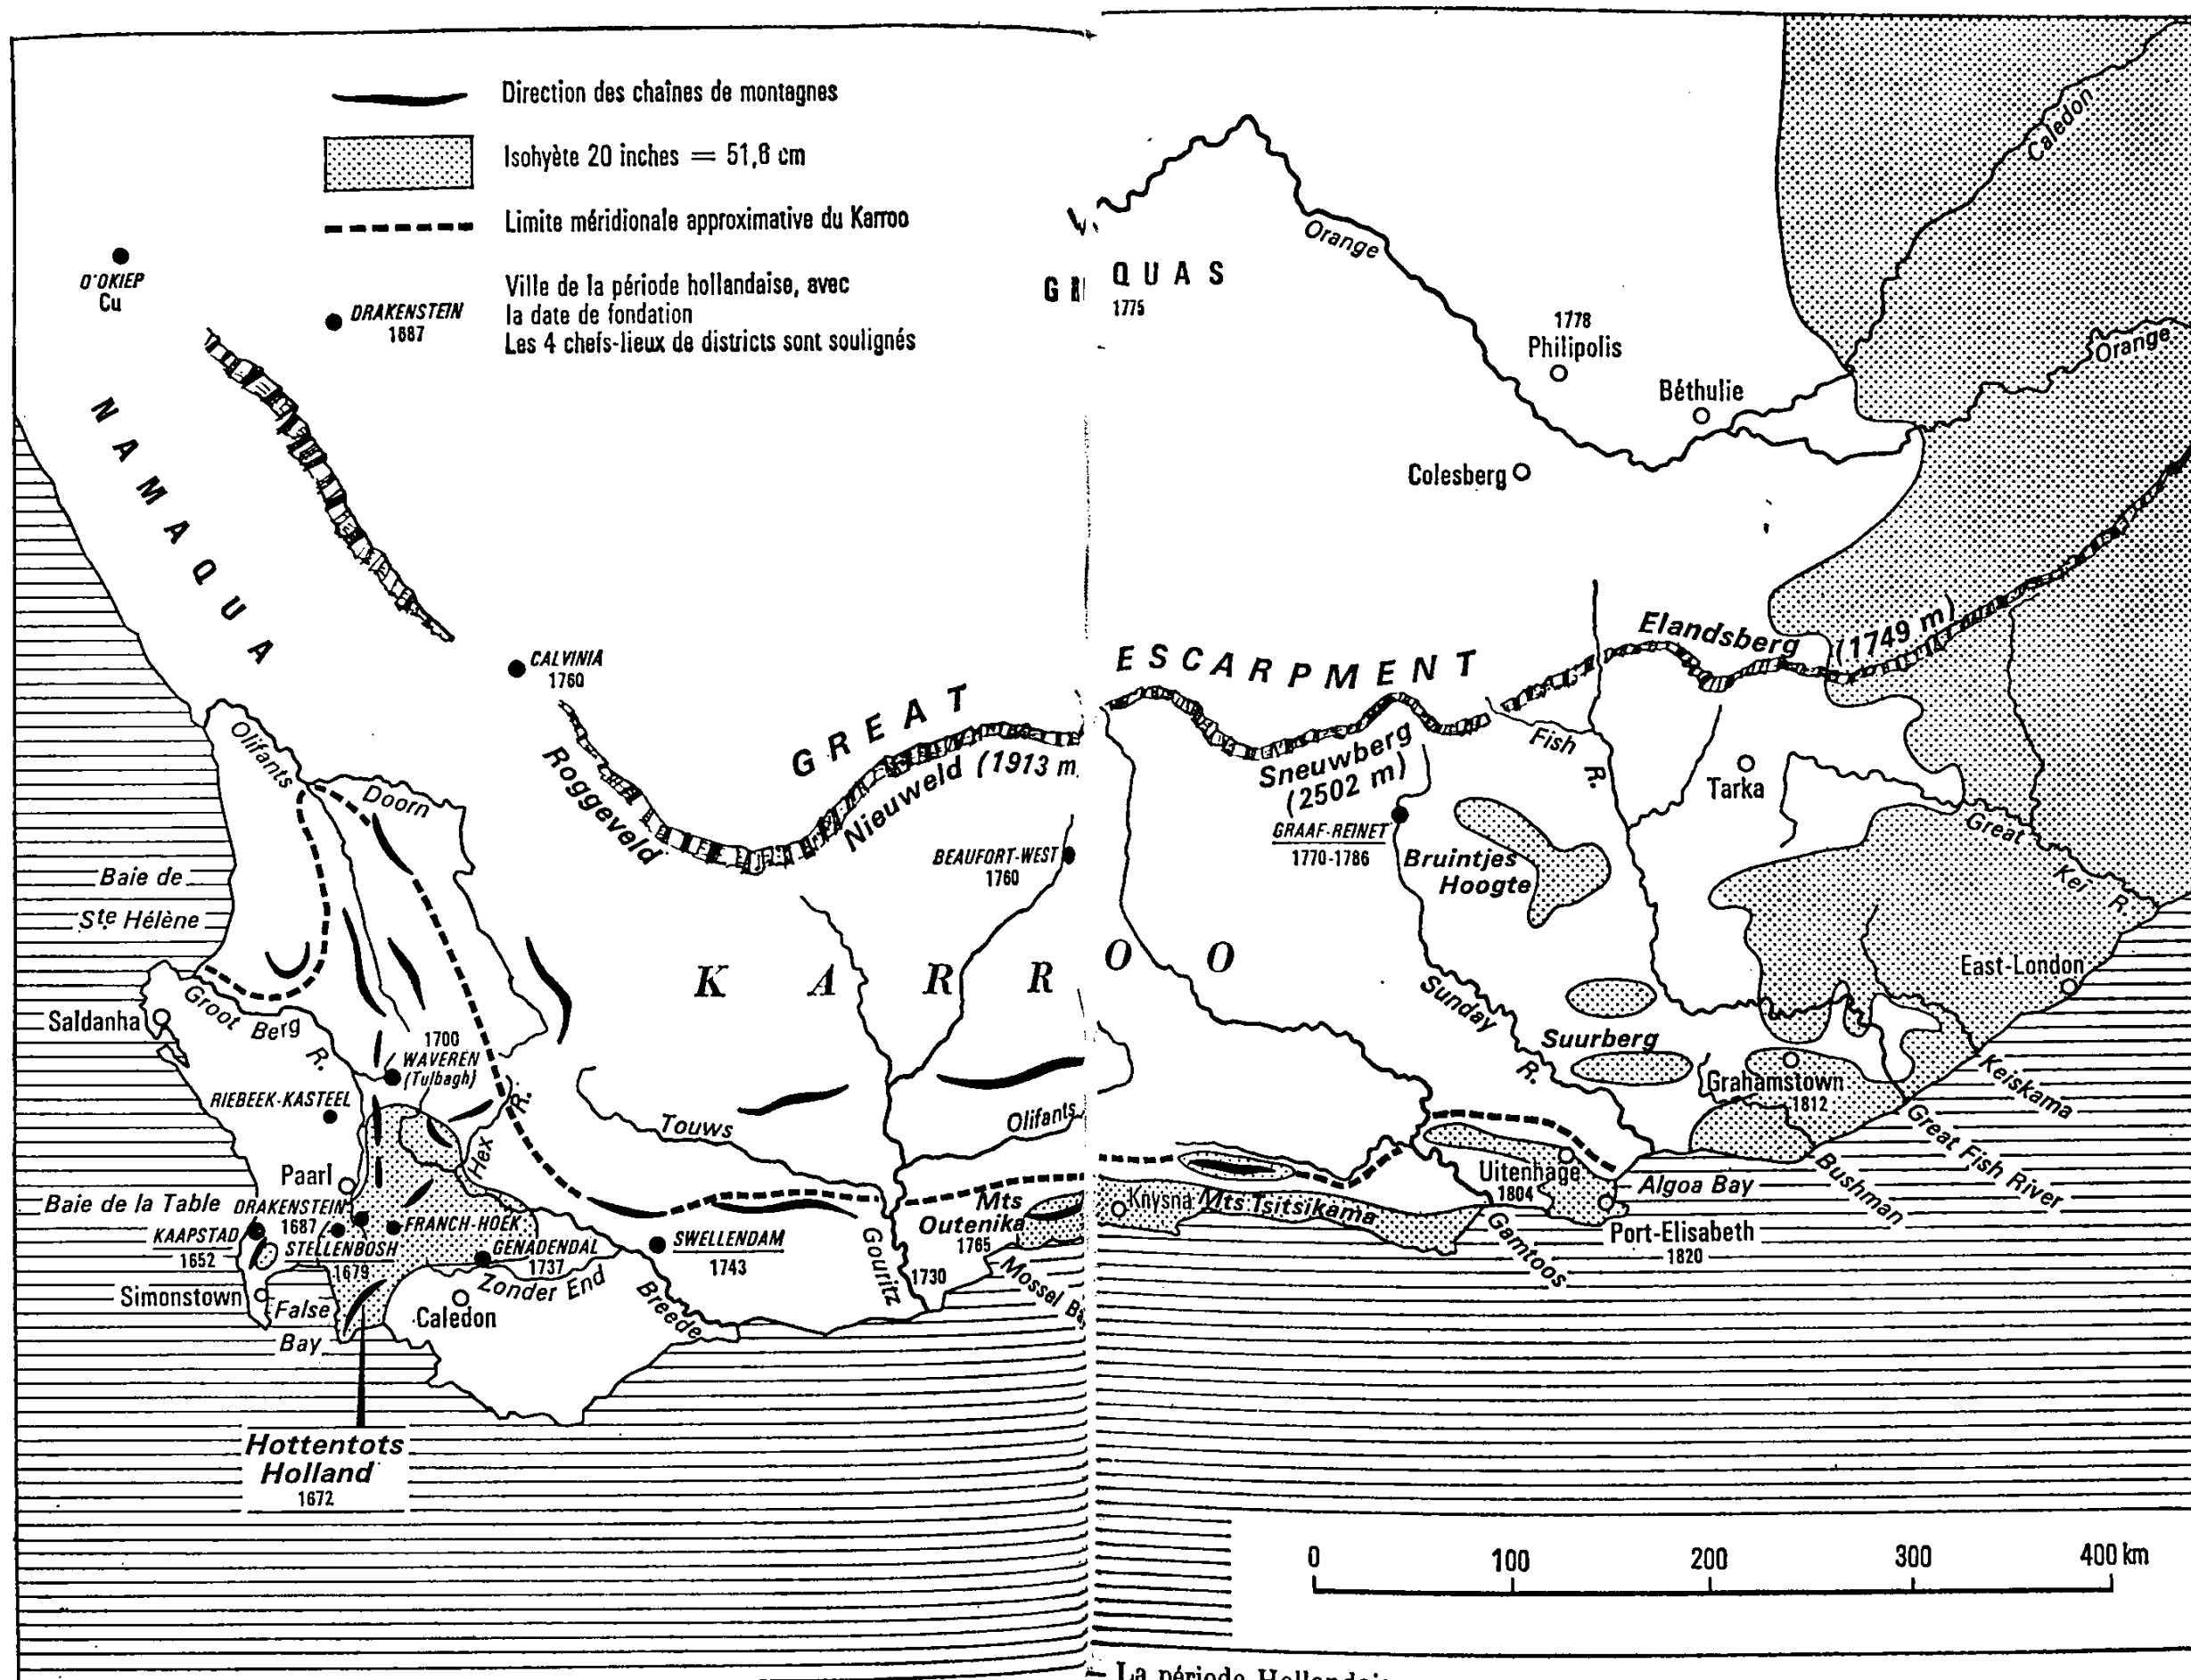 Direction des chaînes de montagnes
Isohyète 20 inches = 51,8 cm
Limite méridionale approximative du Karroo
DRAKENSTEIN
1687
Ville de la période hollandaise, avec
la date de fondation
Les 4 chefs-lieux de districts sont soulignés
O'OKIEP
Cu
NAMAQUA
QUAS
1775
Orange
Caledon
Orange
1778
Philipolis
Béthulie
Colesberg
CALVINIA
1760
GREAT
ESCARPMENT
Roggeveld
Nieuweld (1913 m
Sneuwberg
(2502 m)
Elandsberg
(1749 m)
Fish
R.
Tarka
GRAAF-REINET
1770-1786
Bruintjes
Hoogte
BEAUFORT-WEST
1760
Great
Kei
R.
Olifants
Doorn
Baie de
Ste Hélène
K A R R O O
East-London
Saldanha
Groot Berg
R.
1700
WAVEREN
(Tulbagh)
RIEBEEK-KASTEEL
Sunday
R.
Suurberg
Grahamstown
1812
Keiskama
Great Fish River
Bushman
Touws
Olifants
Hex
R.
Paarl
Baie de la Table
DRAKENSTEIN
1687
KAAPSTAD
1652
STELLENBOSH
1679
FRANCH-HOEK
GENADENDAL
1737
SWELLENDAM
1743
Mts
Outenika
1765
Knysna
Mts Tsitsikama
Uitenhage
1804
Algoa Bay
Port-Elisabeth
1820
Gamtoos
Gouritz
1730
Mossel
Simonstown
False
Bay
Caledon
Zonder End
Breede
Hottentots
Holland
1672
0 100 200 300 400 km
La période